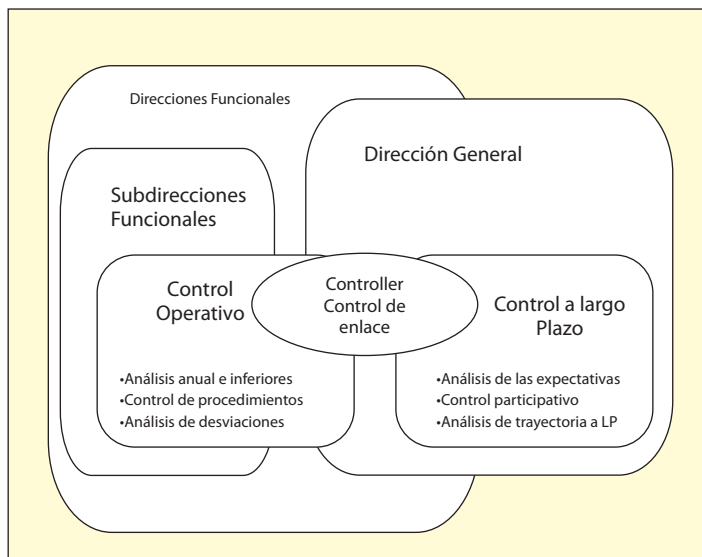 Direcciones Funcionales
Dirección General
Subdirecciones
Funcionales
Control
Operativo
Controller
Control de
enlace
Control a largo
Plazo
•Análisis anual e inferiores
•Control de procedimientos
•Análisis de desviaciones
•Análisis de las expectativas
•Control participativo
•Análisis de trayectoria a LP